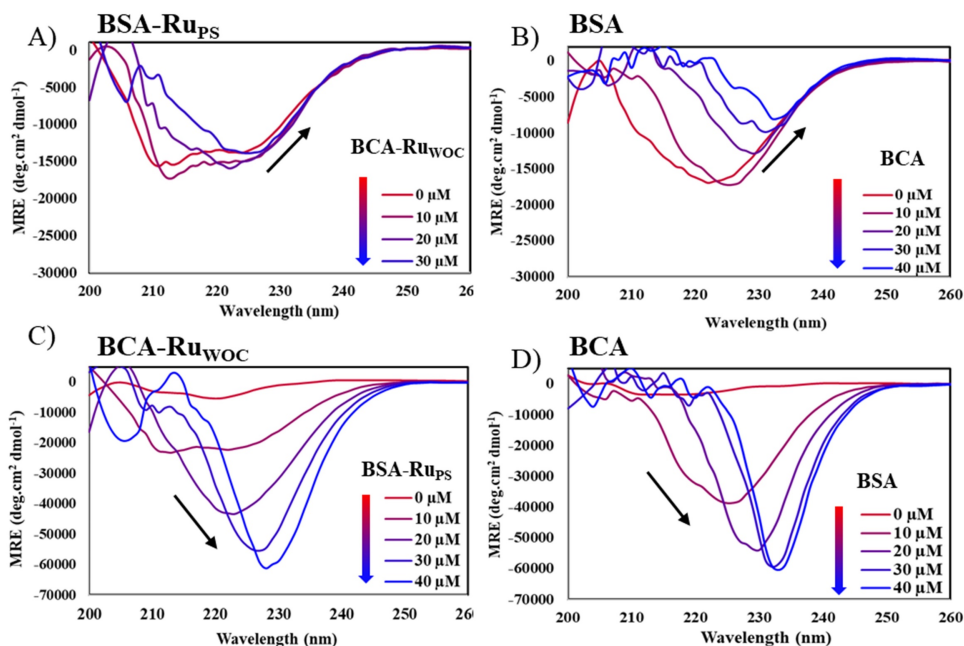 A)
BSA-RuPS
0
-5000
-10000
-15000
-20000
-25000
-30000
MRE (deg.cm² dmol⁻¹)
BCA-RuWOC
0 µM
10 µM
20 µM
30 µM
200 210 220 230 240 250 26
Wavelength (nm)
B)
BSA
0
-5000
-10000
-15000
-20000
-25000
-30000
MRE (deg.cm² dmol⁻¹)
BCA
0 µM
10 µM
20 µM
30 µM
40 µM
200 210 220 230 240 250 260
Wavelength (nm)
C)
BCA-RuWOC
0
-10000
-20000
-30000
-40000
-50000
-60000
-70000
MRE (deg.cm² dmol⁻¹)
BSA-RuPS
0 µM
10 µM
20 µM
30 µM
40 µM
200 210 220 230 240 250 26
Wavelength (nm)
D)
BCA
0
-10000
-20000
-30000
-40000
-50000
-60000
-70000
MRE (deg.cm² dmol⁻¹)
BSA
0 µM
10 µM
20 µM
30 µM
40 µM
200 210 220 230 240 250 260
Wavelength (nm)